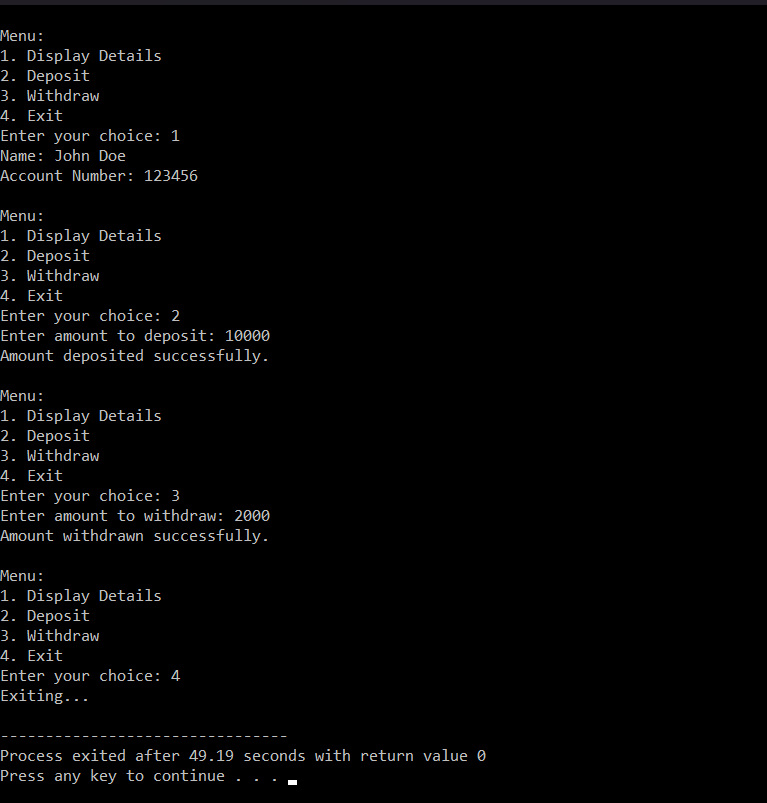 Menu:
1. Display Details
2. Deposit
3. Withdraw
4. Exit
Enter your choice: 1
Name: John Doe
Account Number: 123456

Menu:
1. Display Details
2. Deposit
3. Withdraw
4. Exit
Enter your choice: 2
Enter amount to deposit: 10000
Amount deposited successfully.

Menu:
1. Display Details
2. Deposit
3. Withdraw
4. Exit
Enter your choice: 3
Enter amount to withdraw: 2000
Amount withdrawn successfully.

Menu:
1. Display Details
2. Deposit
3. Withdraw
4. Exit
Enter your choice: 4
Exiting...

--------------------------------
Process exited after 49.19 seconds with return value 0
Press any key to continue . . .